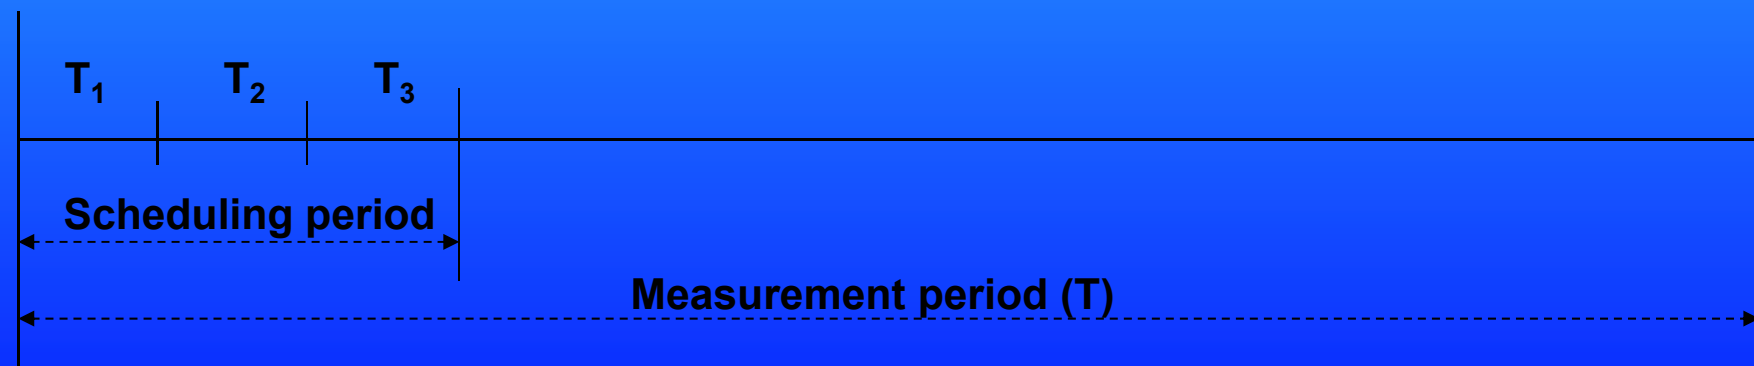 T₁ T₂ T₃
Scheduling period
Measurement period (T)